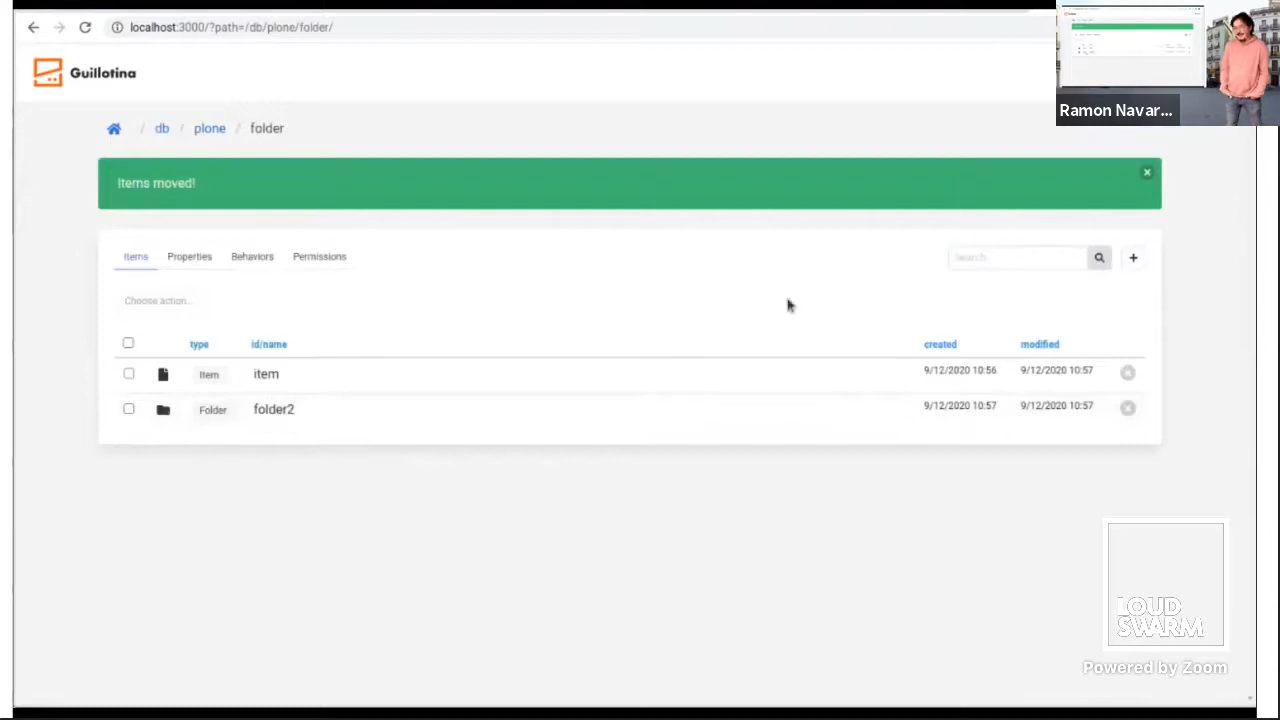 localhost:3000/?path=/db/plone/folder/
Guillotina
Ramon Navar...
/ db / plone / folder
Items moved!
Items Properties Behaviors Permissions
Search
Choose action..
type id/name created modified
Item item 9/12/2020 10:56 9/12/2020 10:57
Folder folder2 9/12/2020 10:57 9/12/2020 10:57
LOUD
SWARM
Powered by Zoom